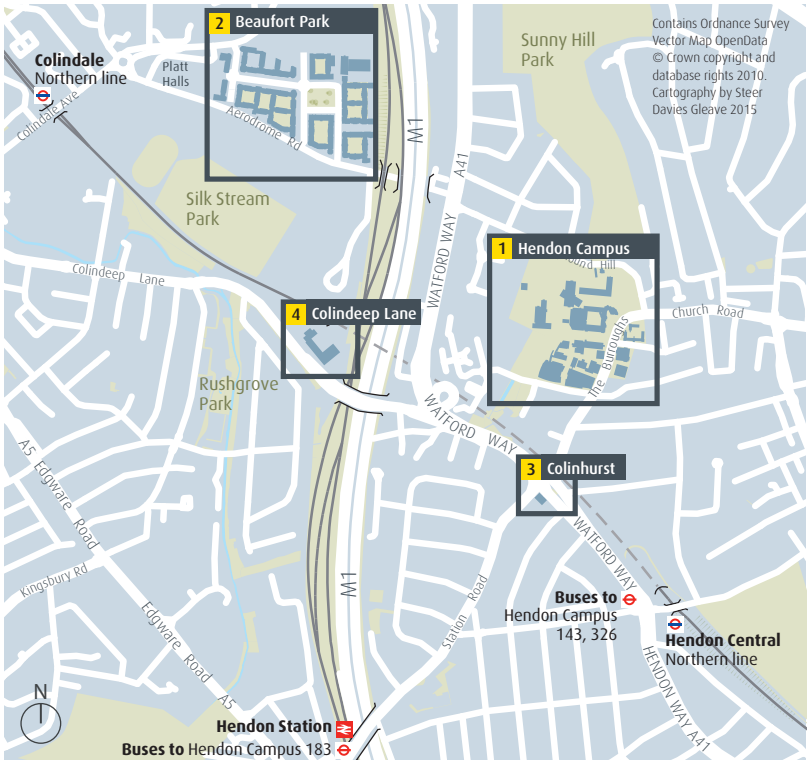 2 Beaufort Park
Contains Ordnance Survey
Vector Map OpenData
© Crown copyright and
database rights 2010.
Cartography by Steer
Davies Gleave 2015
Sunny Hill
Park
Colindale
Northern line
Platt
Halls
Colindale Ave
Aerodrome Rd
M1
A41
WATFORD WAY
Silk Stream
Park
1 Hendon Campus
ound Hill
Church Road
The Burroughs
Colindeep Lane
4 Colindeep Lane
Rushgrove
Park
WATFORD WAY
3 Colinhurst
WATFORD WAY
A5 Edgware Road
Kingsbury Rd
Edgware Road A5
M1
Station Road
Buses to
Hendon Campus
143, 326
Hendon Central
Northern line
HENDON WAY A41
N
Hendon Station
Buses to Hendon Campus 183